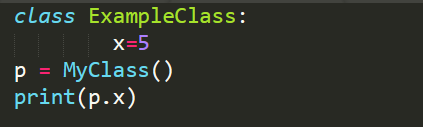 class ExampleClass:
        x=5
p = MyClass()
print(p.x)